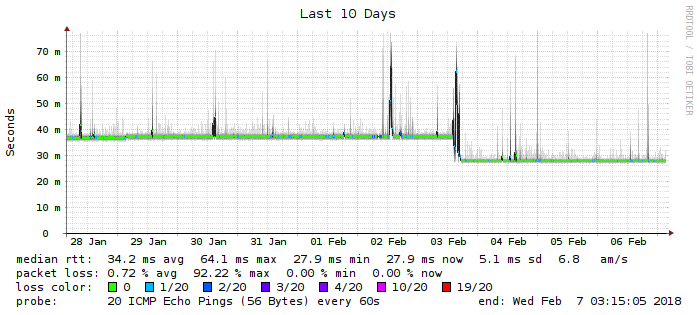 Last 10 Days
RRDTOOL / TOBI OETIKER
Seconds
70 m
60 m
50 m
40 m
30 m
20 m
10 m
0
28 Jan 29 Jan 30 Jan 31 Jan 01 Feb 02 Feb 03 Feb 04 Feb 05 Feb 06 Feb
median rtt: 34.2 ms avg 64.1 ms max 27.9 ms min 27.9 ms now 5.1 ms sd 6.8 am/s
packet loss: 0.72 % avg 92.22 % max 0.00 % min 0.00 % now
loss color: 0 1/20 2/20 3/20 4/20 10/20 19/20
probe: 20 ICMP Echo Pings (56 Bytes) every 60s end: Wed Feb 7 03:15:05 2018